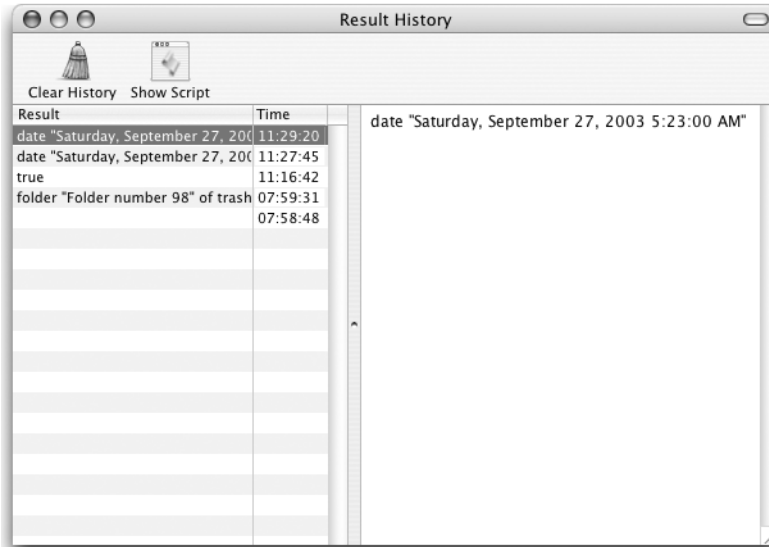 Result History
Clear History Show Script
Result Time
date "Saturday, September 27, 200 11:29:20
date "Saturday, September 27, 200 11:27:45
true 11:16:42
folder "Folder number 98" of trash 07:59:31
07:58:48
date "Saturday, September 27, 2003 5:23:00 AM"